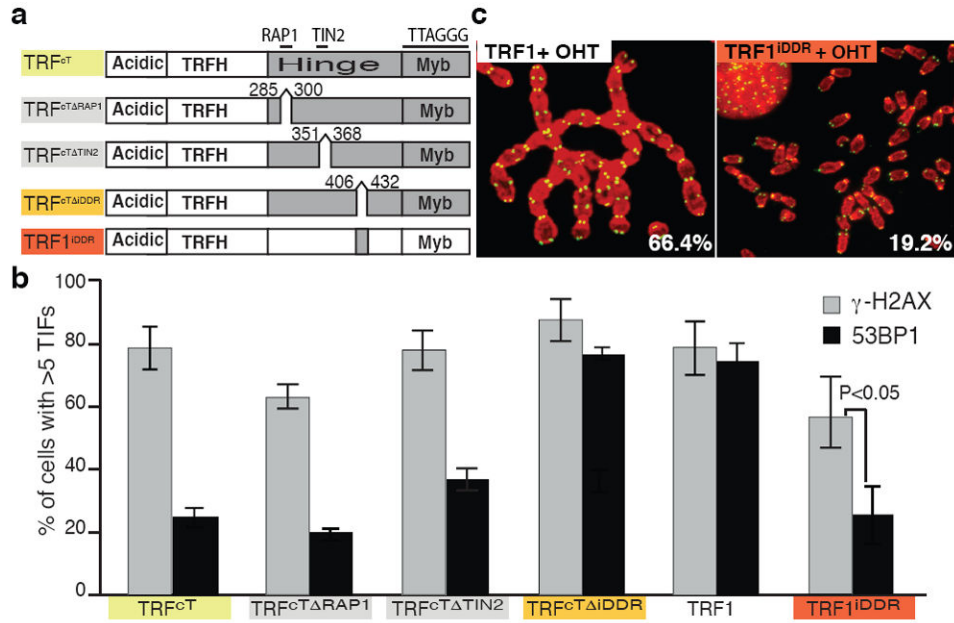 a
RAP1 TIN2 TTAGGG
TRFcT Acidic TRFH Hinge Myb
285 300
TRFcTΔRAP1 Acidic TRFH Myb
351 368
TRFcTΔTIN2 Acidic TRFH Myb
406 432
TRFcTΔiDDR Acidic TRFH Myb
TRF1iDDR Acidic TRFH Myb
c
TRF1+ OHT
66.4%
TRF1iDDR + OHT
19.2%
b
% of cells with >5 TIFs
100
80
60
40
20
0
γ-H2AX
53BP1
P<0.05
TRFcT TRFcTΔRAP1 TRFcTΔTIN2 TRFcTΔiDDR TRF1 TRF1iDDR